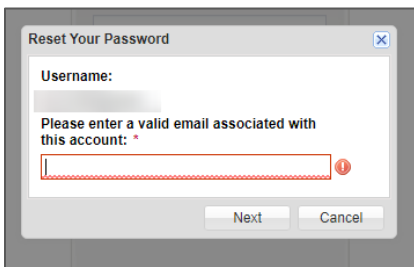 Reset Your Password
Username:
Please enter a valid email associated with
this account: *
Next
Cancel